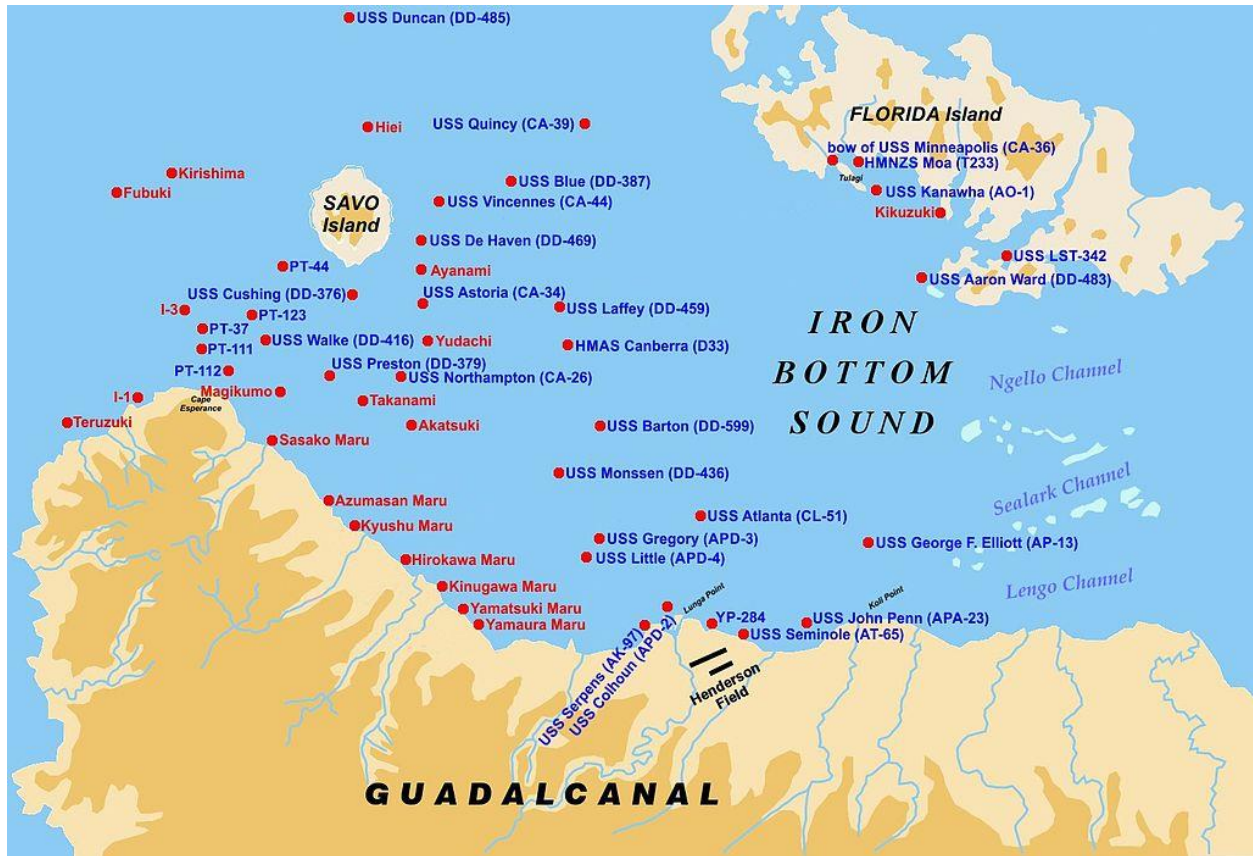 USS Duncan (DD-485)
Hiei
USS Quincy (CA-39)
FLORIDA Island
bow of USS Minneapolis (CA-36)
HMNZS Moa (T233)
Tulagi
Kirishima
Fubuki
USS Blue (DD-387)
USS Kanawha (AO-1)
SAVO
Island
USS Vincennes (CA-44)
Kikuzuki
USS De Haven (DD-469)
USS LST-342
PT-44
Ayanami
USS Aaron Ward (DD-483)
USS Cushing (DD-376)
USS Astoria (CA-34)
I-3
PT-123
USS Laffey (DD-459)
PT-37
USS Walke (DD-416)
Yudachi
HMAS Canberra (D33)
PT-111
IRON
BOTTOM
SOUND
USS Preston (DD-379)
PT-112
USS Northampton (CA-26)
Ngello Channel
Magikumo
I-1
Cape
Esperance
Takanami
Teruzuki
Akatsuki
USS Barton (DD-599)
Sasako Maru
USS Monssen (DD-436)
Sealark Channel
Azumasan Maru
USS Atlanta (CL-51)
Kyushu Maru
USS Gregory (APD-3)
USS George F. Elliott (AP-13)
Hirokawa Maru
USS Little (APD-4)
Lengo Channel
Kinugawa Maru
Lunga Point
Koli Point
Yamatsuki Maru
YP-284
USS John Penn (APA-23)
Yamaura Maru
USS Seminole (AT-65)
USS Serpens (AK-97)
USS Colhoun (APD-2)
Henderson
Field
GUADALCANAL